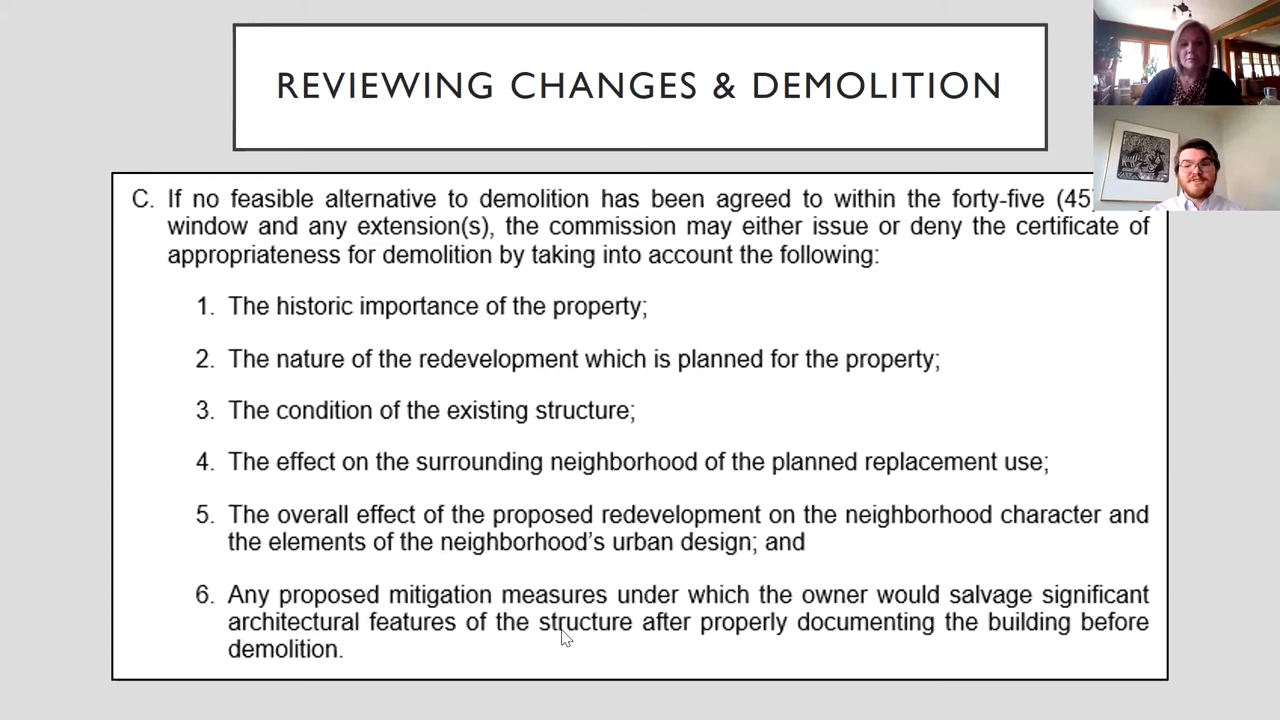 REVIEWING CHANGES & DEMOLITION
C. If no feasible alternative to demolition has been agreed to within the forty-five (45)
window and any extension(s), the commission may either issue or deny the certificate of
appropriateness for demolition by taking into account the following:
1. The historic importance of the property;
2. The nature of the redevelopment which is planned for the property;
3. The condition of the existing structure;
4. The effect on the surrounding neighborhood of the planned replacement use;
5. The overall effect of the proposed redevelopment on the neighborhood character and
the elements of the neighborhood's urban design; and
6. Any proposed mitigation measures under which the owner would salvage significant
architectural features of the structure after properly documenting the building before
demolition.